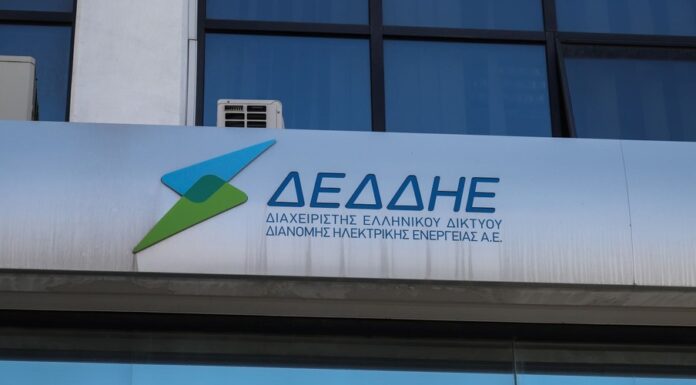 ΔΕΔΔΗΕ
ΔΙΑΧΕΙΡΙΣΤΗΣ ΕΛΛΗΝΙΚΟΥ ΔΙΚΤΥΟΥ
ΔΙΑΝΟΜΗΣ ΗΛΕΚΤΡΙΚΗΣ ΕΝΕΡΓΕΙΑΣ Α.Ε.